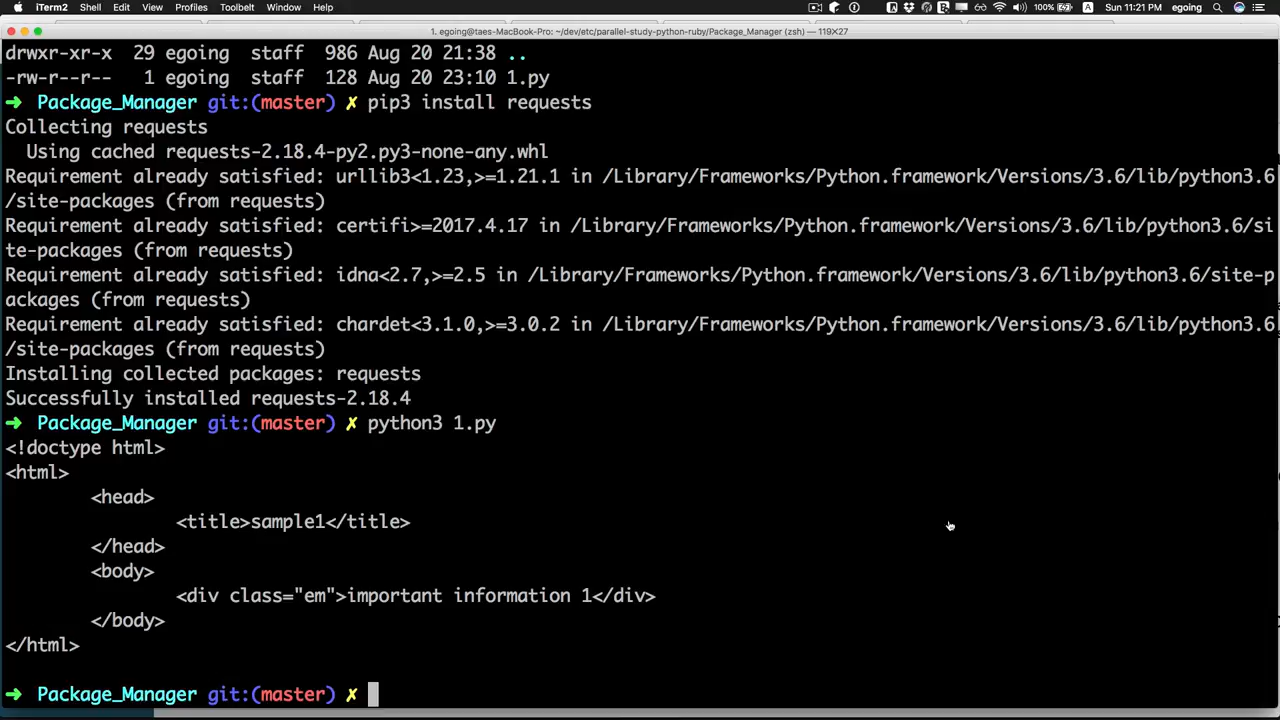 iTerm2 Shell Edit View Profiles Toolbelt Window Help 100% A Sun 11:21 PM egoing
1. egoing@taes-MacBook-Pro: ~/dev/etc/parallel-study-python-ruby/Package_Manager (zsh) — 119×27
drwxr-xr-x 29 egoing staff 986 Aug 20 21:38 ..
-rw-r--r-- 1 egoing staff 128 Aug 20 23:10 1.py
➜ Package_Manager git:(master) ✗ pip3 install requests
Collecting requests
Using cached requests-2.18.4-py2.py3-none-any.whl
Requirement already satisfied: urllib3<1.23,>=1.21.1 in /Library/Frameworks/Python.framework/Versions/3.6/lib/python3.6
/site-packages (from requests)
Requirement already satisfied: certifi>=2017.4.17 in /Library/Frameworks/Python.framework/Versions/3.6/lib/python3.6/si
te-packages (from requests)
Requirement already satisfied: idna<2.7,>=2.5 in /Library/Frameworks/Python.framework/Versions/3.6/lib/python3.6/site-p
ackages (from requests)
Requirement already satisfied: chardet<3.1.0,>=3.0.2 in /Library/Frameworks/Python.framework/Versions/3.6/lib/python3.6
/site-packages (from requests)
Installing collected packages: requests
Successfully installed requests-2.18.4
➜ Package_Manager git:(master) ✗ python3 1.py
<!doctype html>
<html>
<head>
<title>sample1</title>
</head>
<body>
<div class="em">important information 1</div>
</body>
</html>
➜ Package_Manager git:(master) ✗